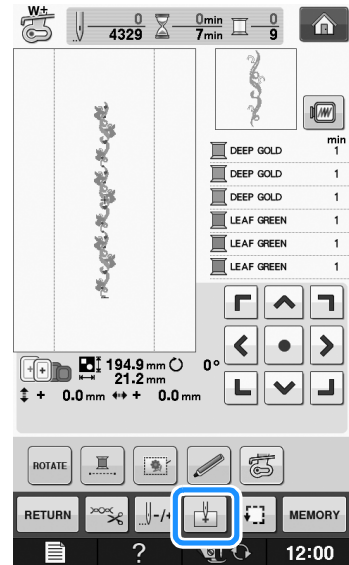 W+
0 0min 0
4329 7min 9
min
DEEP GOLD 1
DEEP GOLD 1
DEEP GOLD 1
LEAF GREEN 1
LEAF GREEN 1
LEAF GREEN 1
194.9 mm 0°
21.2 mm
+ 0.0 mm + 0.0 mm
ROTATE
RETURN -/+ MEMORY
? 12:00